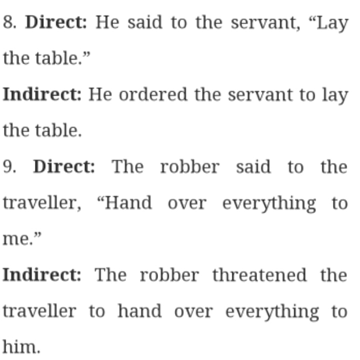 8. Direct: He said to the servant, “Lay
the table.”
Indirect: He ordered the servant to lay
the table.
9. Direct: The robber said to the
traveller, “Hand over everything to
me.”
Indirect: The robber threatened the
traveller to hand over everything to
him.